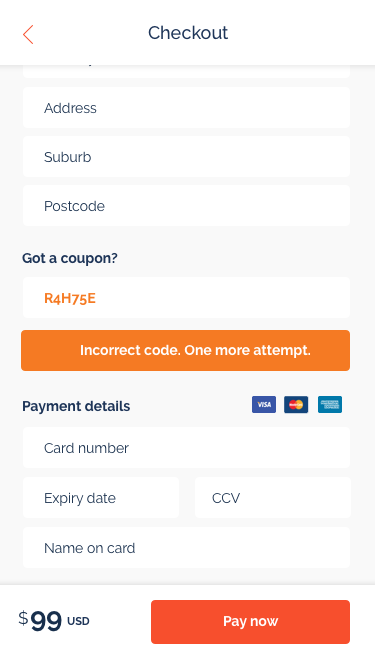 Checkout
Address
Suburb
Postcode
Got a coupon?
R4H75E
Incorrect code. One more attempt.
Payment details VISA
Card number
Expiry date CCV
Name on card
$99 USD Pay now